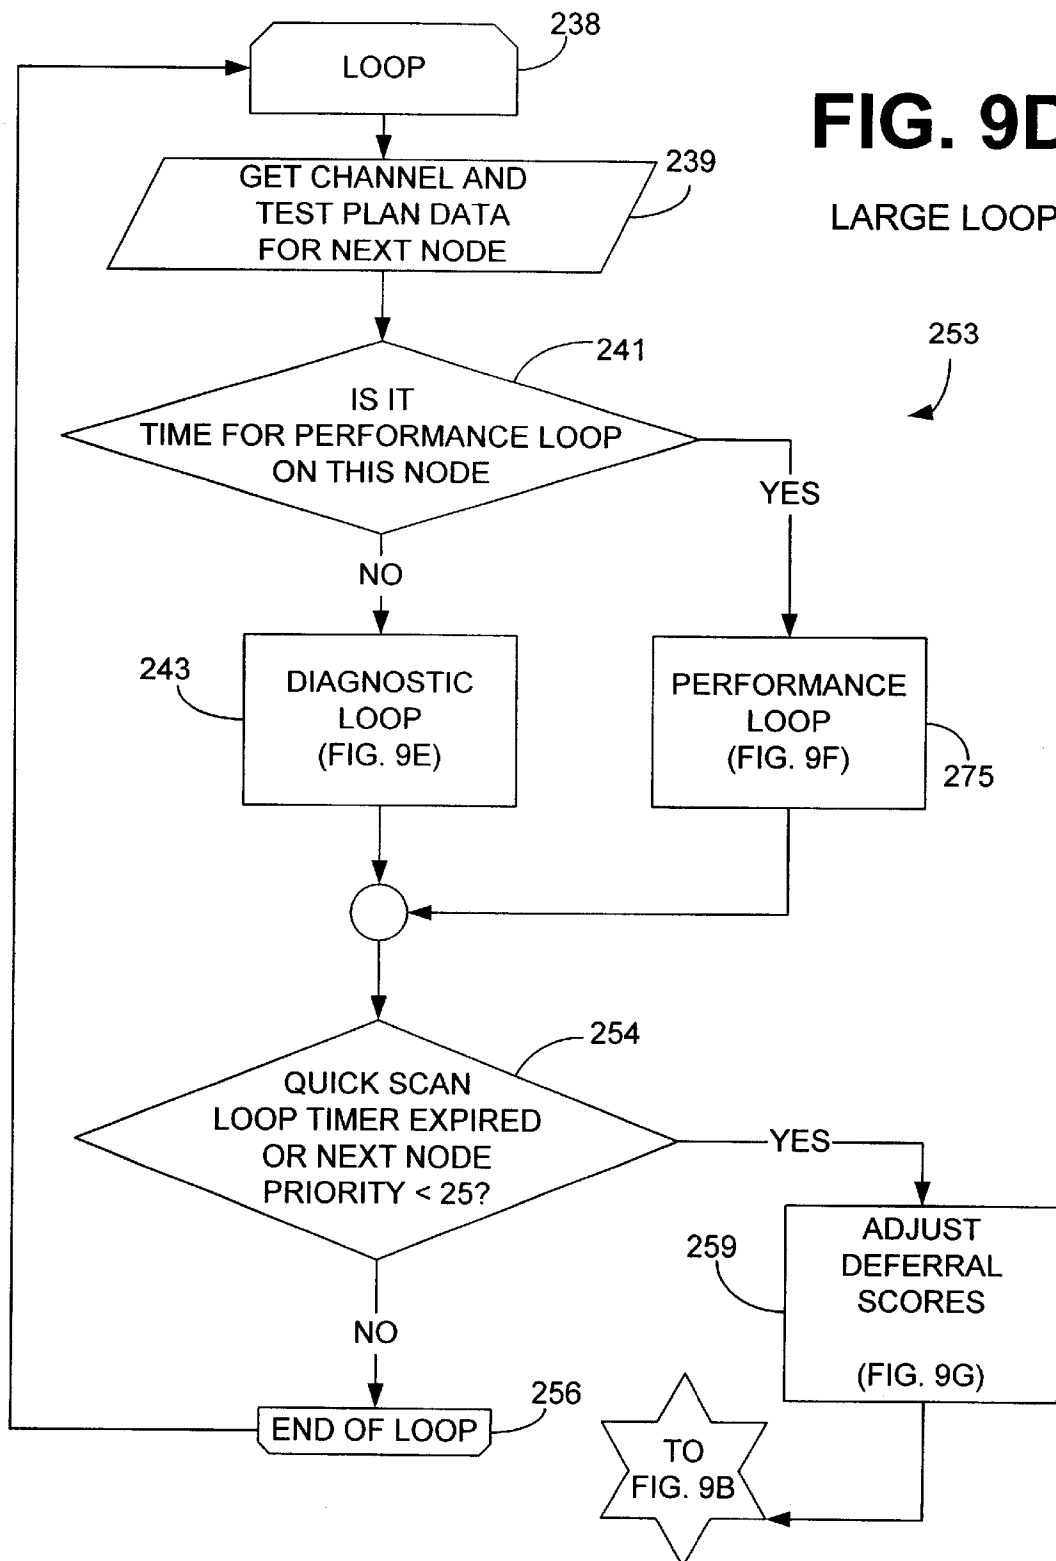 238
LOOP
FIG. 9D
GET CHANNEL AND
TEST PLAN DATA
FOR NEXT NODE
239
LARGE LOOP
253
241
IS IT
TIME FOR PERFORMANCE LOOP
ON THIS NODE
YES
NO
243
DIAGNOSTIC
LOOP
(FIG. 9E)
PERFORMANCE
LOOP
(FIG. 9F)
275
254
QUICK SCAN
LOOP TIMER EXPIRED
OR NEXT NODE
PRIORITY < 25?
YES
259
ADJUST
DEFERRAL
SCORES
(FIG. 9G)
NO
256
END OF LOOP
TO
FIG. 9B